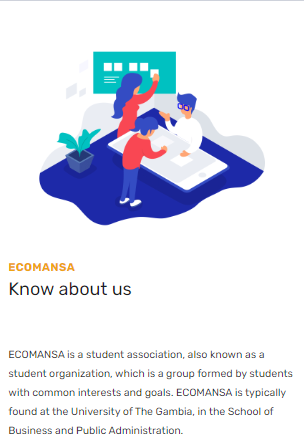 ECOMANSA
Know about us
ECOMANSA is a student association, also known as a
student organization, which is a group formed by students
with common interests and goals. ECOMANSA is typically
found at the University of The Gambia, in the School of
Business and Public Administration.